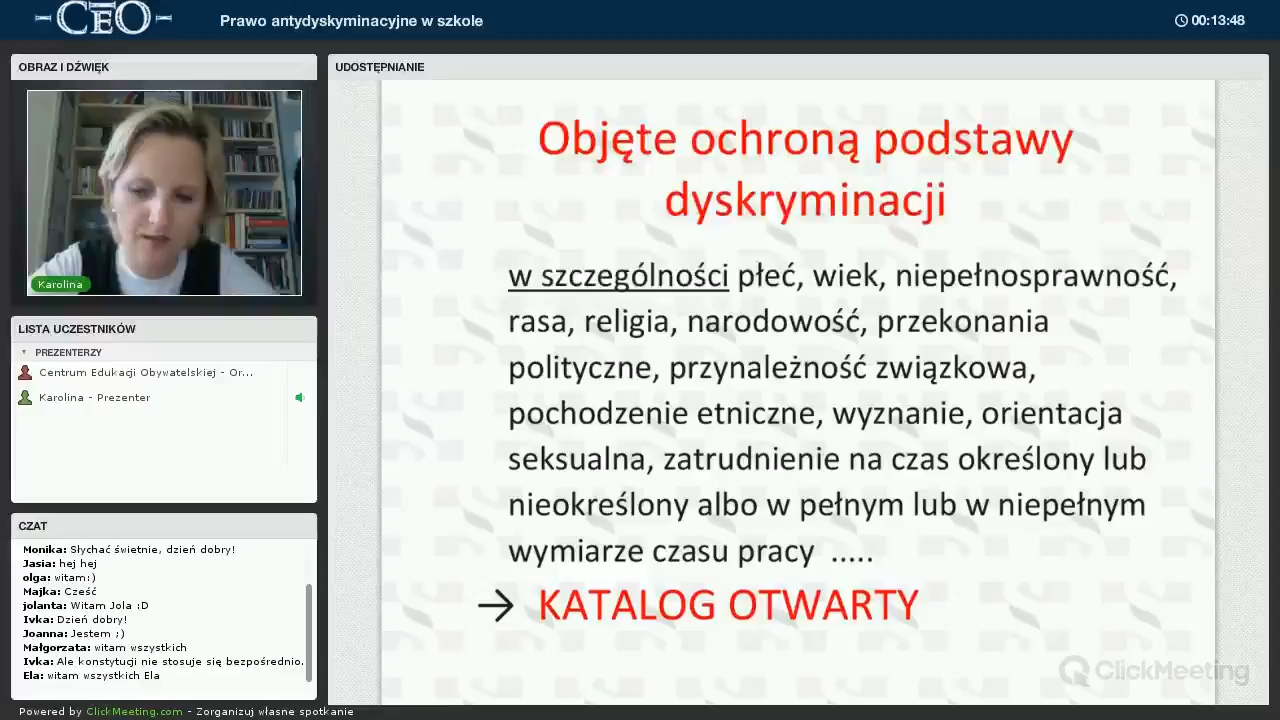 CEO
Prawo antydyskyminacyjne w szkole
00:13:48
OBRAZ I DŹWIĘK
Karolina
LISTA UCZESTNIKÓW
PREZENTERZY
Centrum Edukacji Obywatelskiej - Or...
Karolina - Prezenter
CZAT
Monika: Słychać świetnie, dzień dobry!
Jasia: hej hej
olga: witam:)
Majka: Cześć
jolanta: Witam Jola :D
Ivka: Dzień dobry!
Joanna: Jestem ;)
Małgorzata: witam wszystkich
Ivka: Ale konstytucji nie stosuje się bezpośrednio.
Ela: witam wszystkich Ela
UDOSTĘPNIANIE
Objęte ochroną podstawy
dyskryminacji
w szczególności płeć, wiek, niepełnosprawność,
rasa, religia, narodowość, przekonania
polityczne, przynależność związkowa,
pochodzenie etniczne, wyznanie, orientacja
seksualna, zatrudnienie na czas określony lub
nieokreślony albo w pełnym lub w niepełnym
wymiarze czasu pracy .....
→ KATALOG OTWARTY
ClickMeeting
Powered by ClickMeeting.com - Zorganizuj własne spotkanie